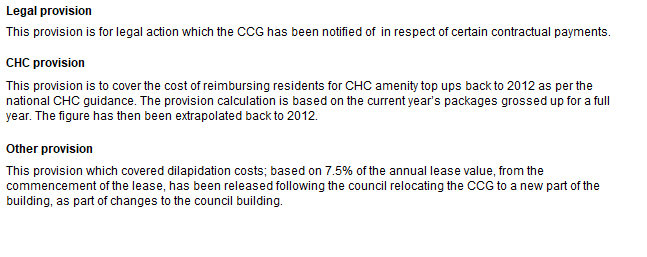 Legal provision
This provision is for legal action which the CCG has been notified of in respect of certain contractual payments.
CHC provision
This provision is to cover the cost of reimbursing residents for CHC amenity top ups back to 2012 as per the
national CHC guidance. The provision calculation is based on the current year's packages grossed up for a full
year. The figure has then been extrapolated back to 2012.
Other provision
This provision which covered dilapidation costs; based on 7.5% of the annual lease value, from the
commencement of the lease, has been released following the council relocating the CCG to a new part of the
building, as part of changes to the council building.